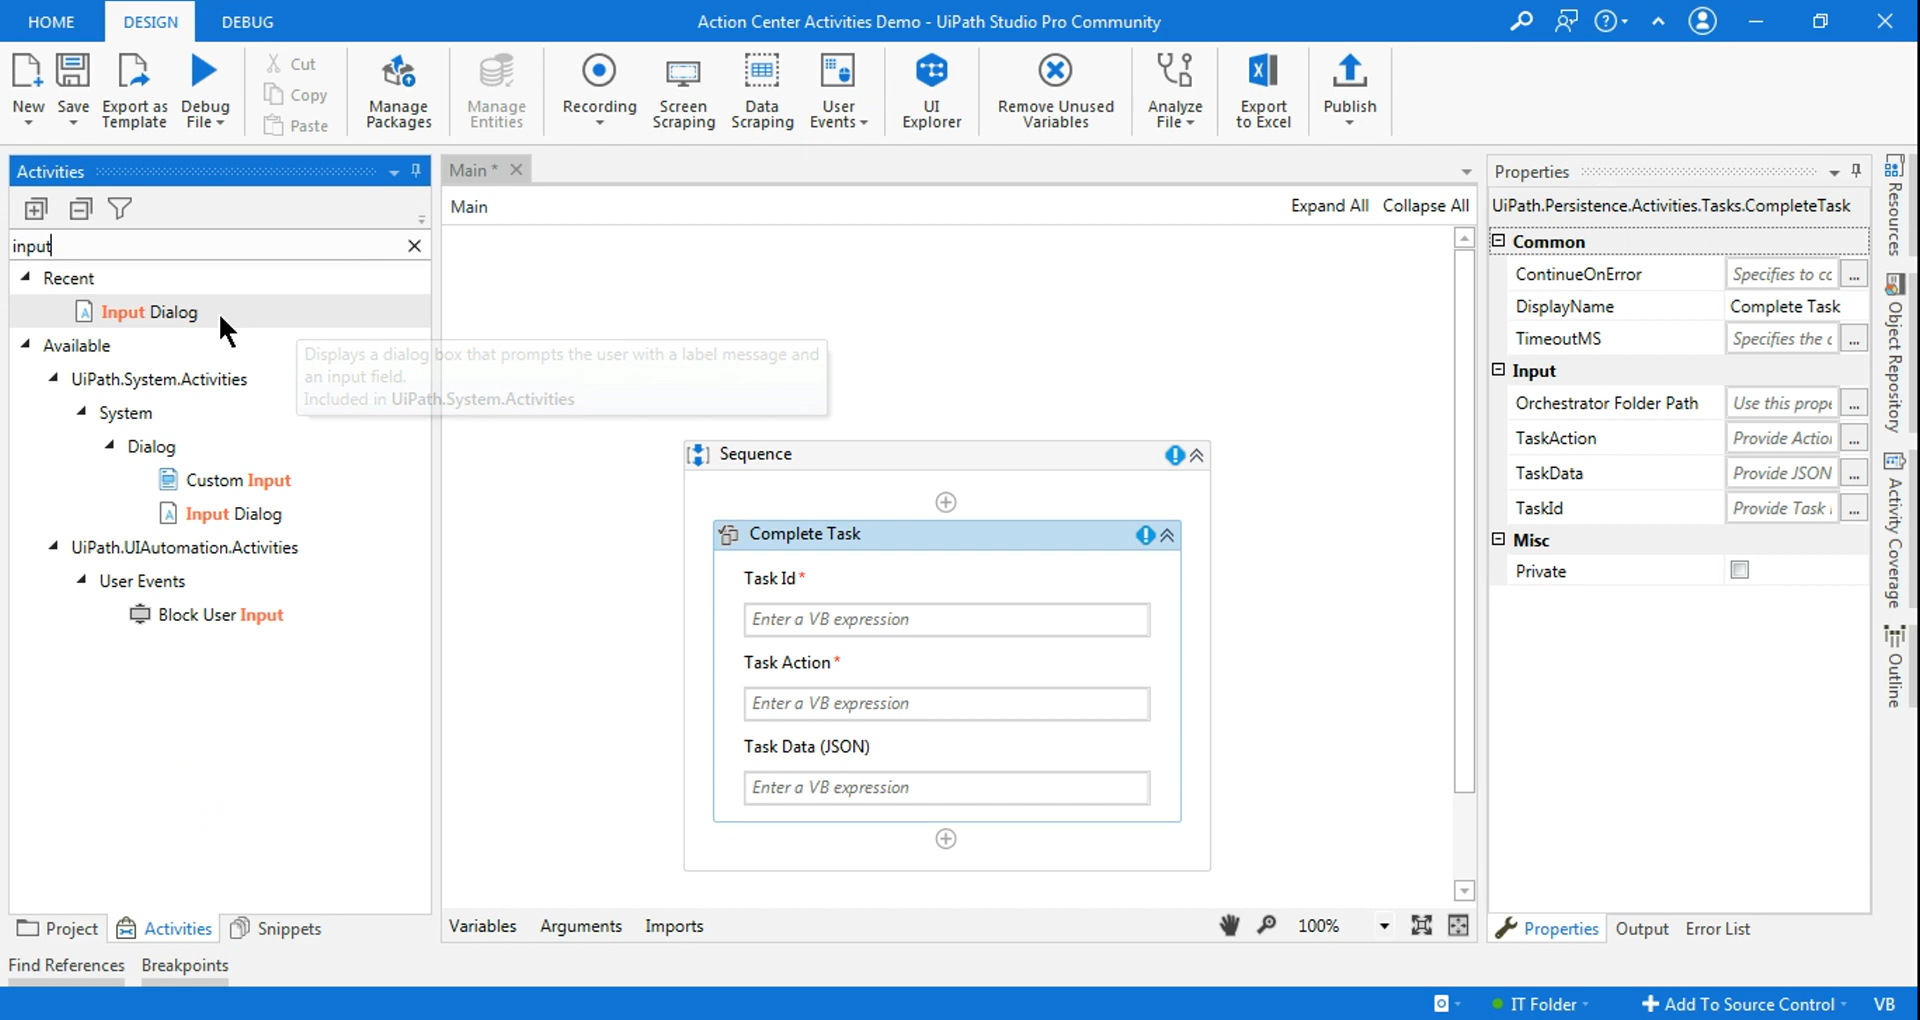 HOME DESIGN DEBUG Action Center Activities Demo - UiPath Studio Pro Community
New Save Export as Template Debug File Cut Copy Paste Manage Packages Manage Entities Recording Screen Scraping Data Scraping User Events UI Explorer Remove Unused Variables Analyze File Export to Excel Publish
Activities
input
Recent
Input Dialog
Available
UiPath.System.Activities
System
Dialog
Custom Input
Input Dialog
UiPath.UIAutomation.Activities
User Events
Block User Input
Displays a dialog box that prompts the user with a label message and
an input field.
Included in UiPath.System.Activities
Project Activities Snippets
Main *
Main Expand All Collapse All
Sequence
Complete Task
Task Id *
Enter a VB expression
Task Action *
Enter a VB expression
Task Data (JSON)
Enter a VB expression
Variables Arguments Imports 100%
Properties
UiPath.Persistence.Activities.Tasks.CompleteTask
Common
ContinueOnError Specifies to cc ...
DisplayName Complete Task
TimeoutMS Specifies the c ...
Input
Orchestrator Folder Path Use this prope ...
TaskAction Provide Action ...
TaskData Provide JSON ...
TaskId Provide Task I ...
Misc
Private
Properties Output Error List
Resources
Object Repository
Activity Coverage
Outline
Find References Breakpoints
IT Folder Add To Source Control VB